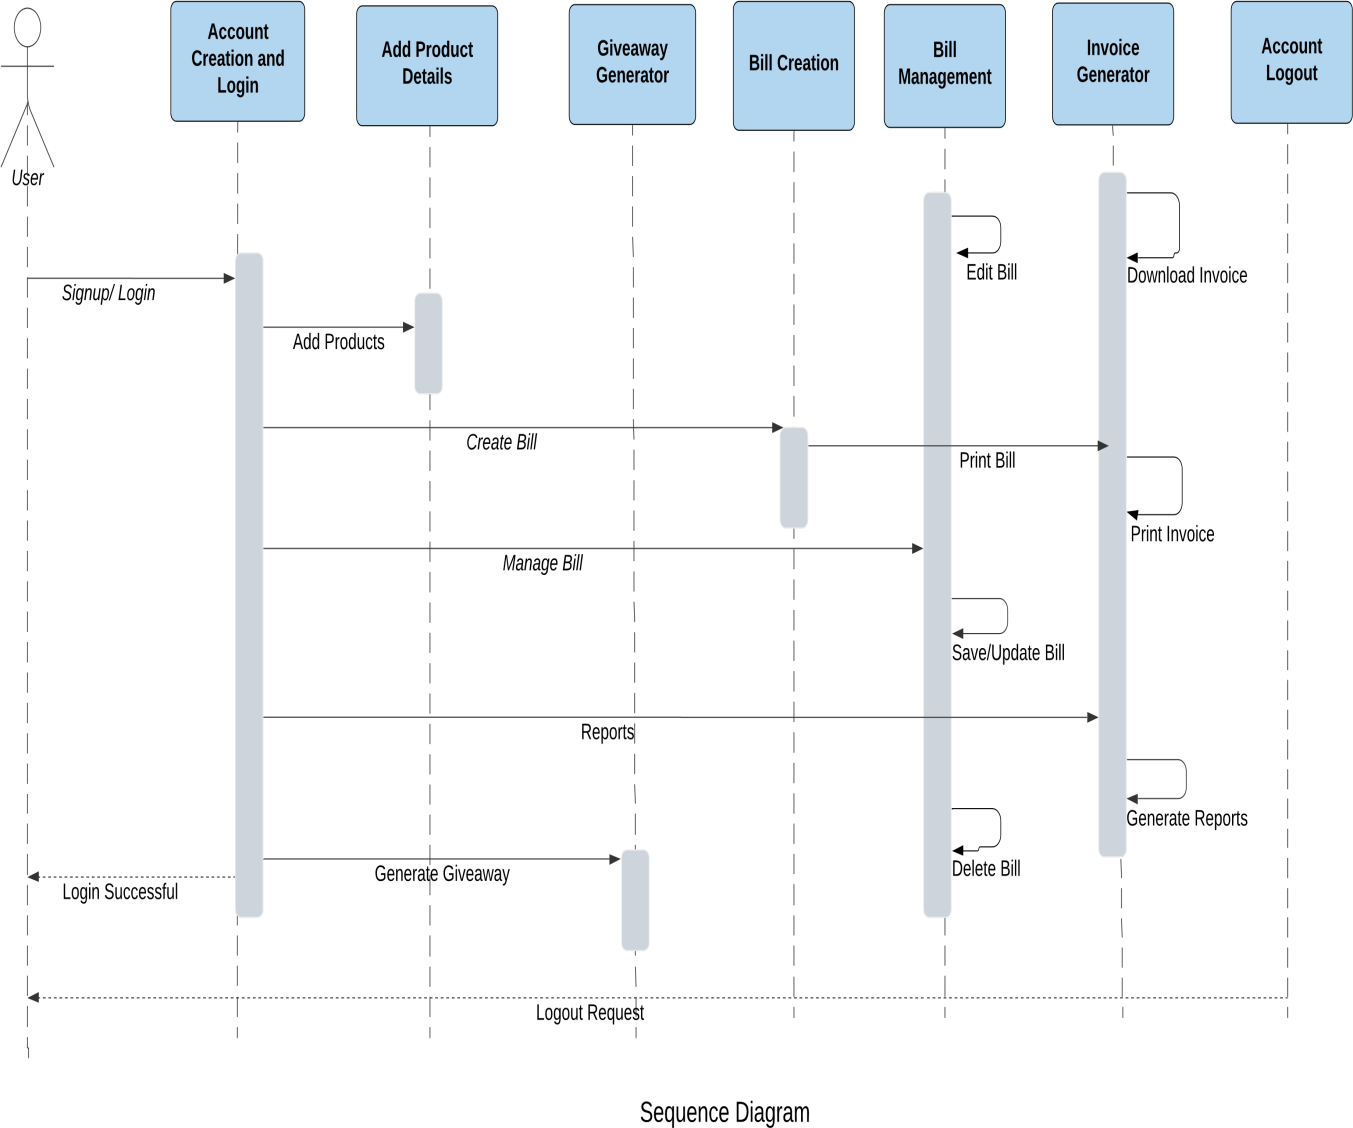 Account
Creation and
Login
Add Product
Details
Giveaway
Generator
Bill Creation
Bill
Management
Invoice
Generator
Account
Logout
User
Edit Bill
Download Invoice
Signup/ Login
Add Products
Create Bill
Print Bill
Print Invoice
Manage Bill
Save/Update Bill
Reports
Generate Reports
Delete Bill
Generate Giveaway
Login Successful
Logout Request
Sequence Diagram